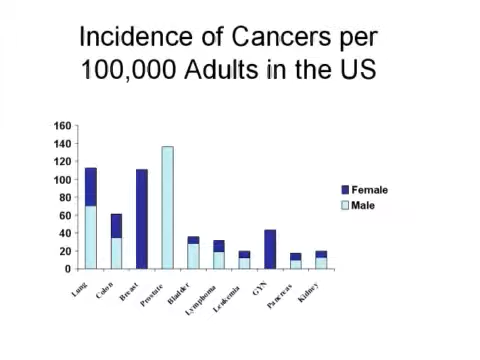 Incidence of Cancers per
100,000 Adults in the US
160
140
120
100
80
60
40
20
0
Female
Male
Lung
Colon
Breast
Prostate
Bladder
Lymphoma
Leukemia
GYN
Pancreas
Kidney